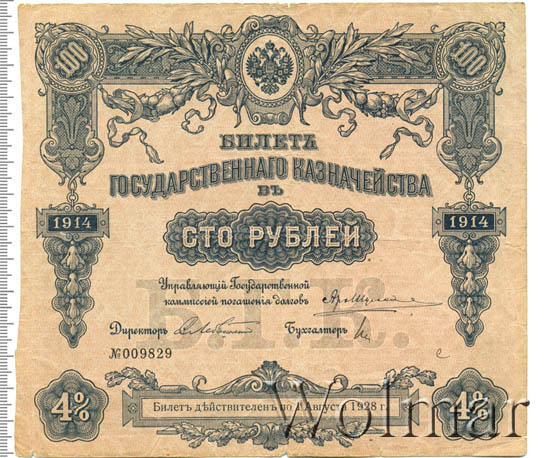 100 100
БИЛЕТЪ
ГОСУДАРСТВЕННАГО КАЗНАЧЕЙСТВА
ВЪ
1914 СТО РУБЛЕЙ 1914
Управляющій Государственной
коммиссіей погашенія долговъ
Б.Г.К.
Директоръ Бухгалтеръ
№009829
4% 4%
Билетъ дѣйствителенъ по 1 Августа 1928 г.
Wolmar